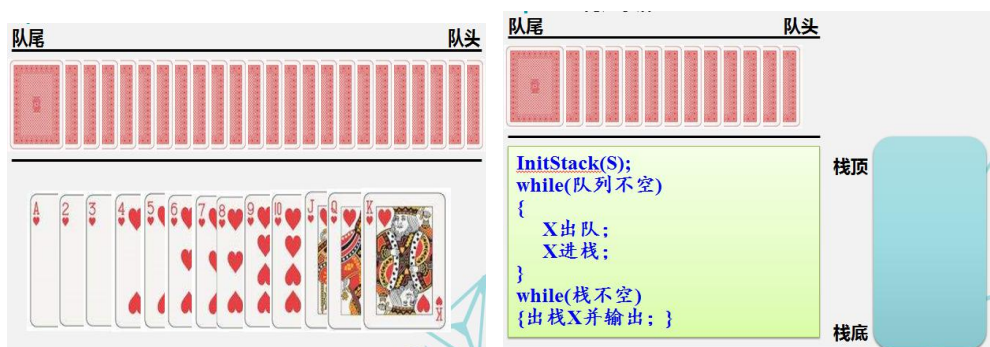 队尾 队头
A 2 3 4 5 6 7 8 9 10 J Q K
K
队尾 队头
InitStack(S);
while(队列不空)
{
X出队;
X进栈;
}
while(栈不空)
{出栈X并输出; }
栈顶
栈底